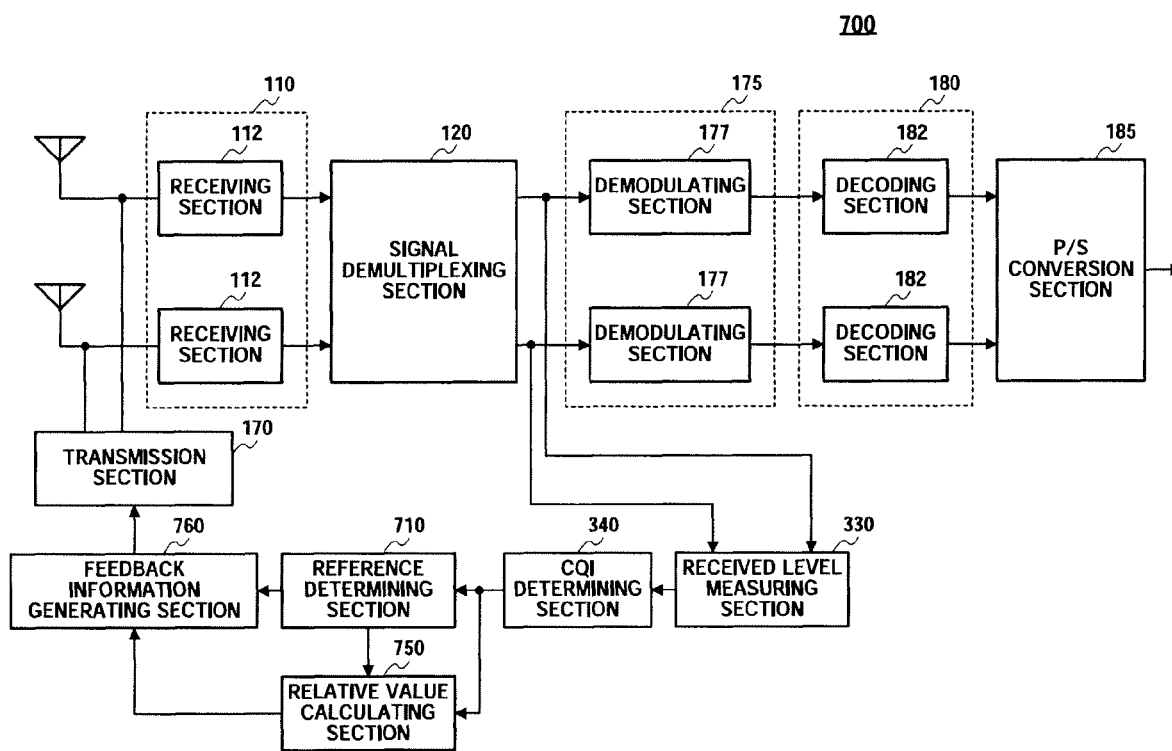 700
110
112
RECEIVING
SECTION
112
RECEIVING
SECTION
120
SIGNAL
DEMULTIPLEXING
SECTION
175
177
DEMODULATING
SECTION
177
DEMODULATING
SECTION
180
182
DECODING
SECTION
182
DECODING
SECTION
185
P/S
CONVERSION
SECTION
170
TRANSMISSION
SECTION
760
FEEDBACK
INFORMATION
GENERATING SECTION
710
REFERENCE
DETERMINING
SECTION
340
CQI
DETERMINING
SECTION
330
RECEIVED LEVEL
MEASURING
SECTION
750
RELATIVE VALUE
CALCULATING
SECTION